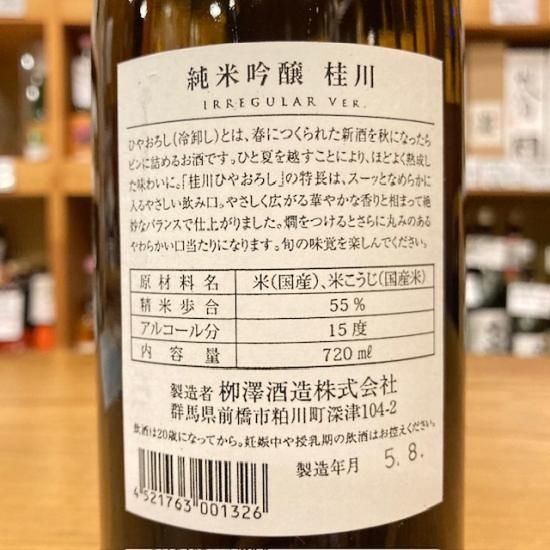 純米吟醸 桂川
IRREGULAR VER.
ひやおろし(冷卸し)とは、春につくられた新酒を秋になったら
ビンに詰めるお酒です。ひと夏を越すことにより、ほどよく熟成し
た味わいに。「桂川ひやおろし」の特長は、スーッとなめらかに
入るやさしい飲み口。やさしく広がる華やかな香りと相まって絶
妙なバランスで仕上がりました。燗をつけるとさらに丸みのある
やわらかい口当たりになります。旬の味覚を楽しんでください。
原材料名 米(国産)、米こうじ(国産米)
精米歩合 55%
アルコール分 15度
内容量 720㎖
製造者 栁澤酒造株式会社
群馬県前橋市粕川町深津104-2
飲酒は20歳になってから。妊娠中や授乳期の飲酒はお控えください。
製造年月 5.8.
4521763001326